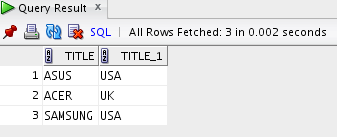 Query Result x
SQL | All Rows Fetched: 3 in 0.002 seconds
TITLE TITLE_1
1 ASUS USA
2 ACER UK
3 SAMSUNG USA